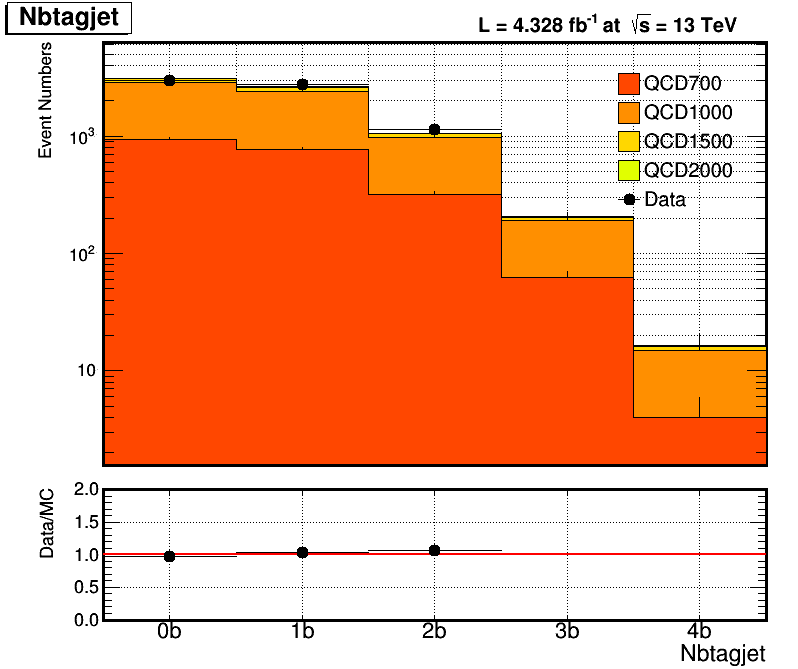 Nbtagjet
L = 4.328 fb⁻¹ at √s = 13 TeV
Event Numbers
10³
10²
10
QCD700
QCD1000
QCD1500
QCD2000
Data
Data/MC
2.0
1.5
1.0
0.5
0.0
0b 1b 2b 3b 4b
Nbtagjet